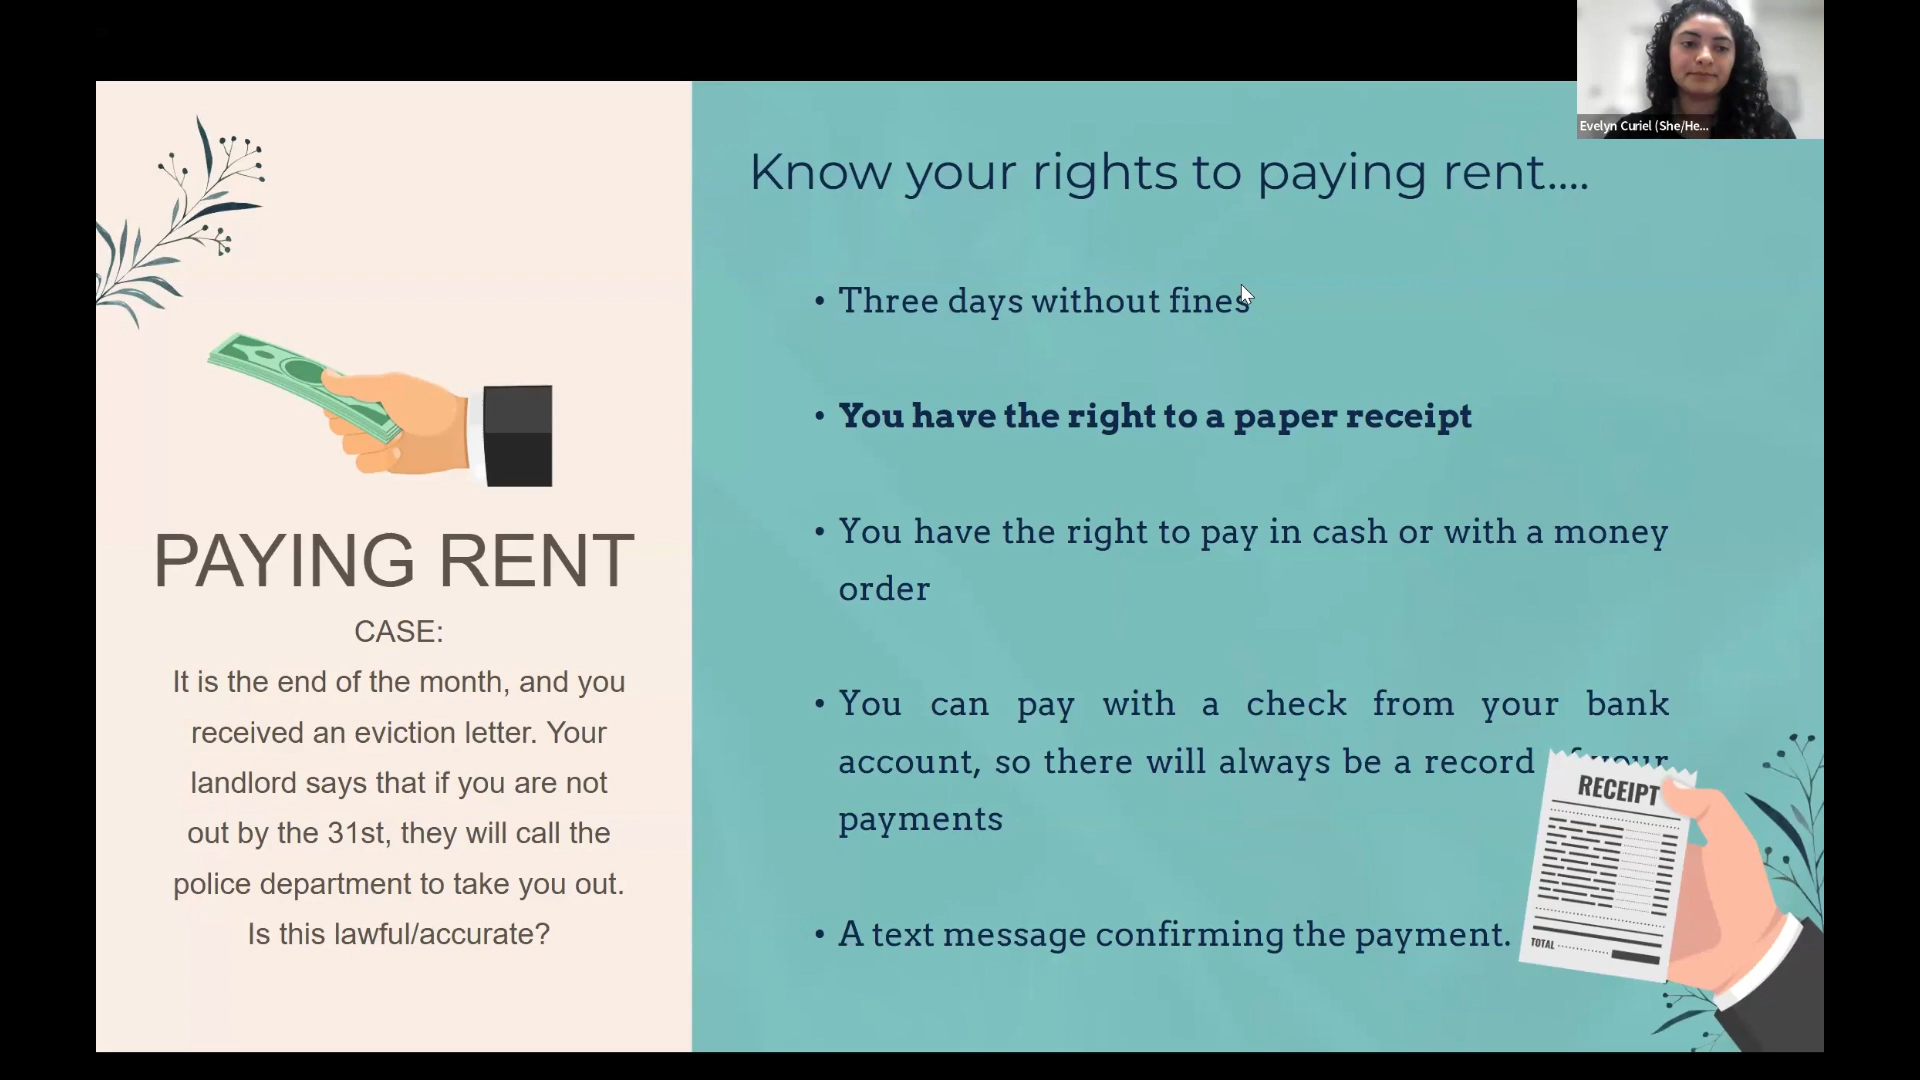 Evelyn Curiel (She/He...
Know your rights to paying rent....
• Three days without fines
• You have the right to a paper receipt
• You have the right to pay in cash or with a money
order
• You can pay with a check from your bank
account, so there will always be a record of your
payments
• A text message confirming the payment.
PAYING RENT
CASE:
It is the end of the month, and you
received an eviction letter. Your
landlord says that if you are not
out by the 31st, they will call the
police department to take you out.
Is this lawful/accurate?
RECEIPT
TOTAL